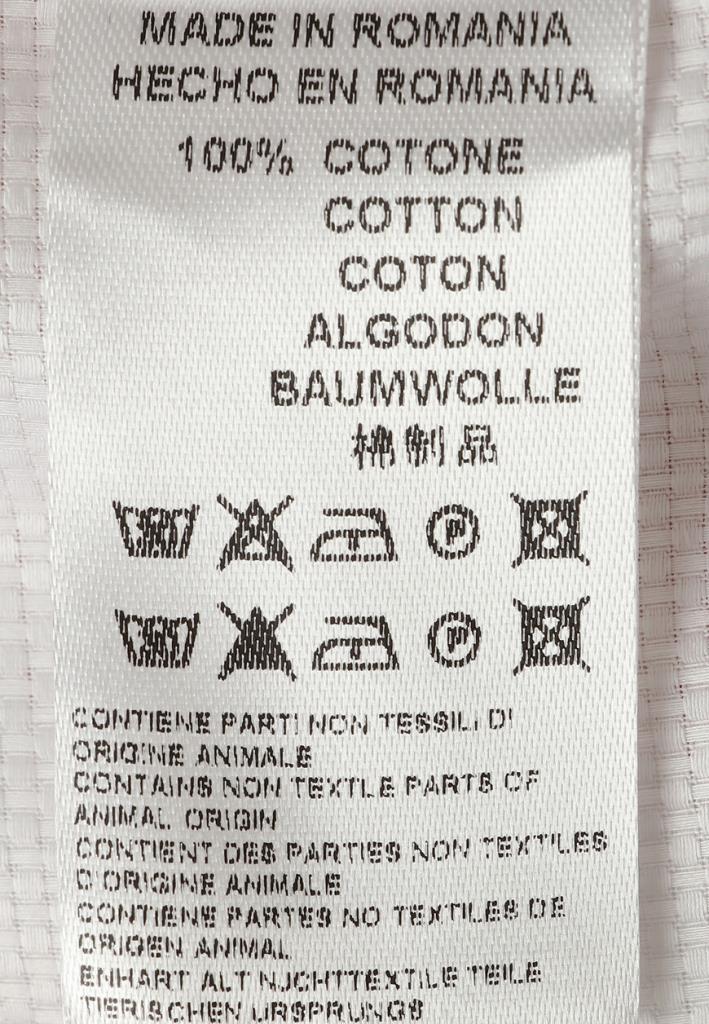 MADE IN ROMANIA
HECHO EN ROMANIA
100% COTONE
COTTON
COTON
ALGODON
BAUMWOLLE
棉制品
P
P
CONTIENE PARTI NON TESSILI DI
ORIGINE ANIMALE
CONTAINS NON TEXTILE PARTS OF
ANIMAL ORIGIN
CONTIENT DES PARTIES NON TEXTILES
D'ORIGINE ANIMALE
CONTIENE PARTES NO TEXTILES DE
ORIGEN ANIMAL
ENHART ALT NJCHTTEXTILE TEILE
TIERISCHEN URSPRUNGS